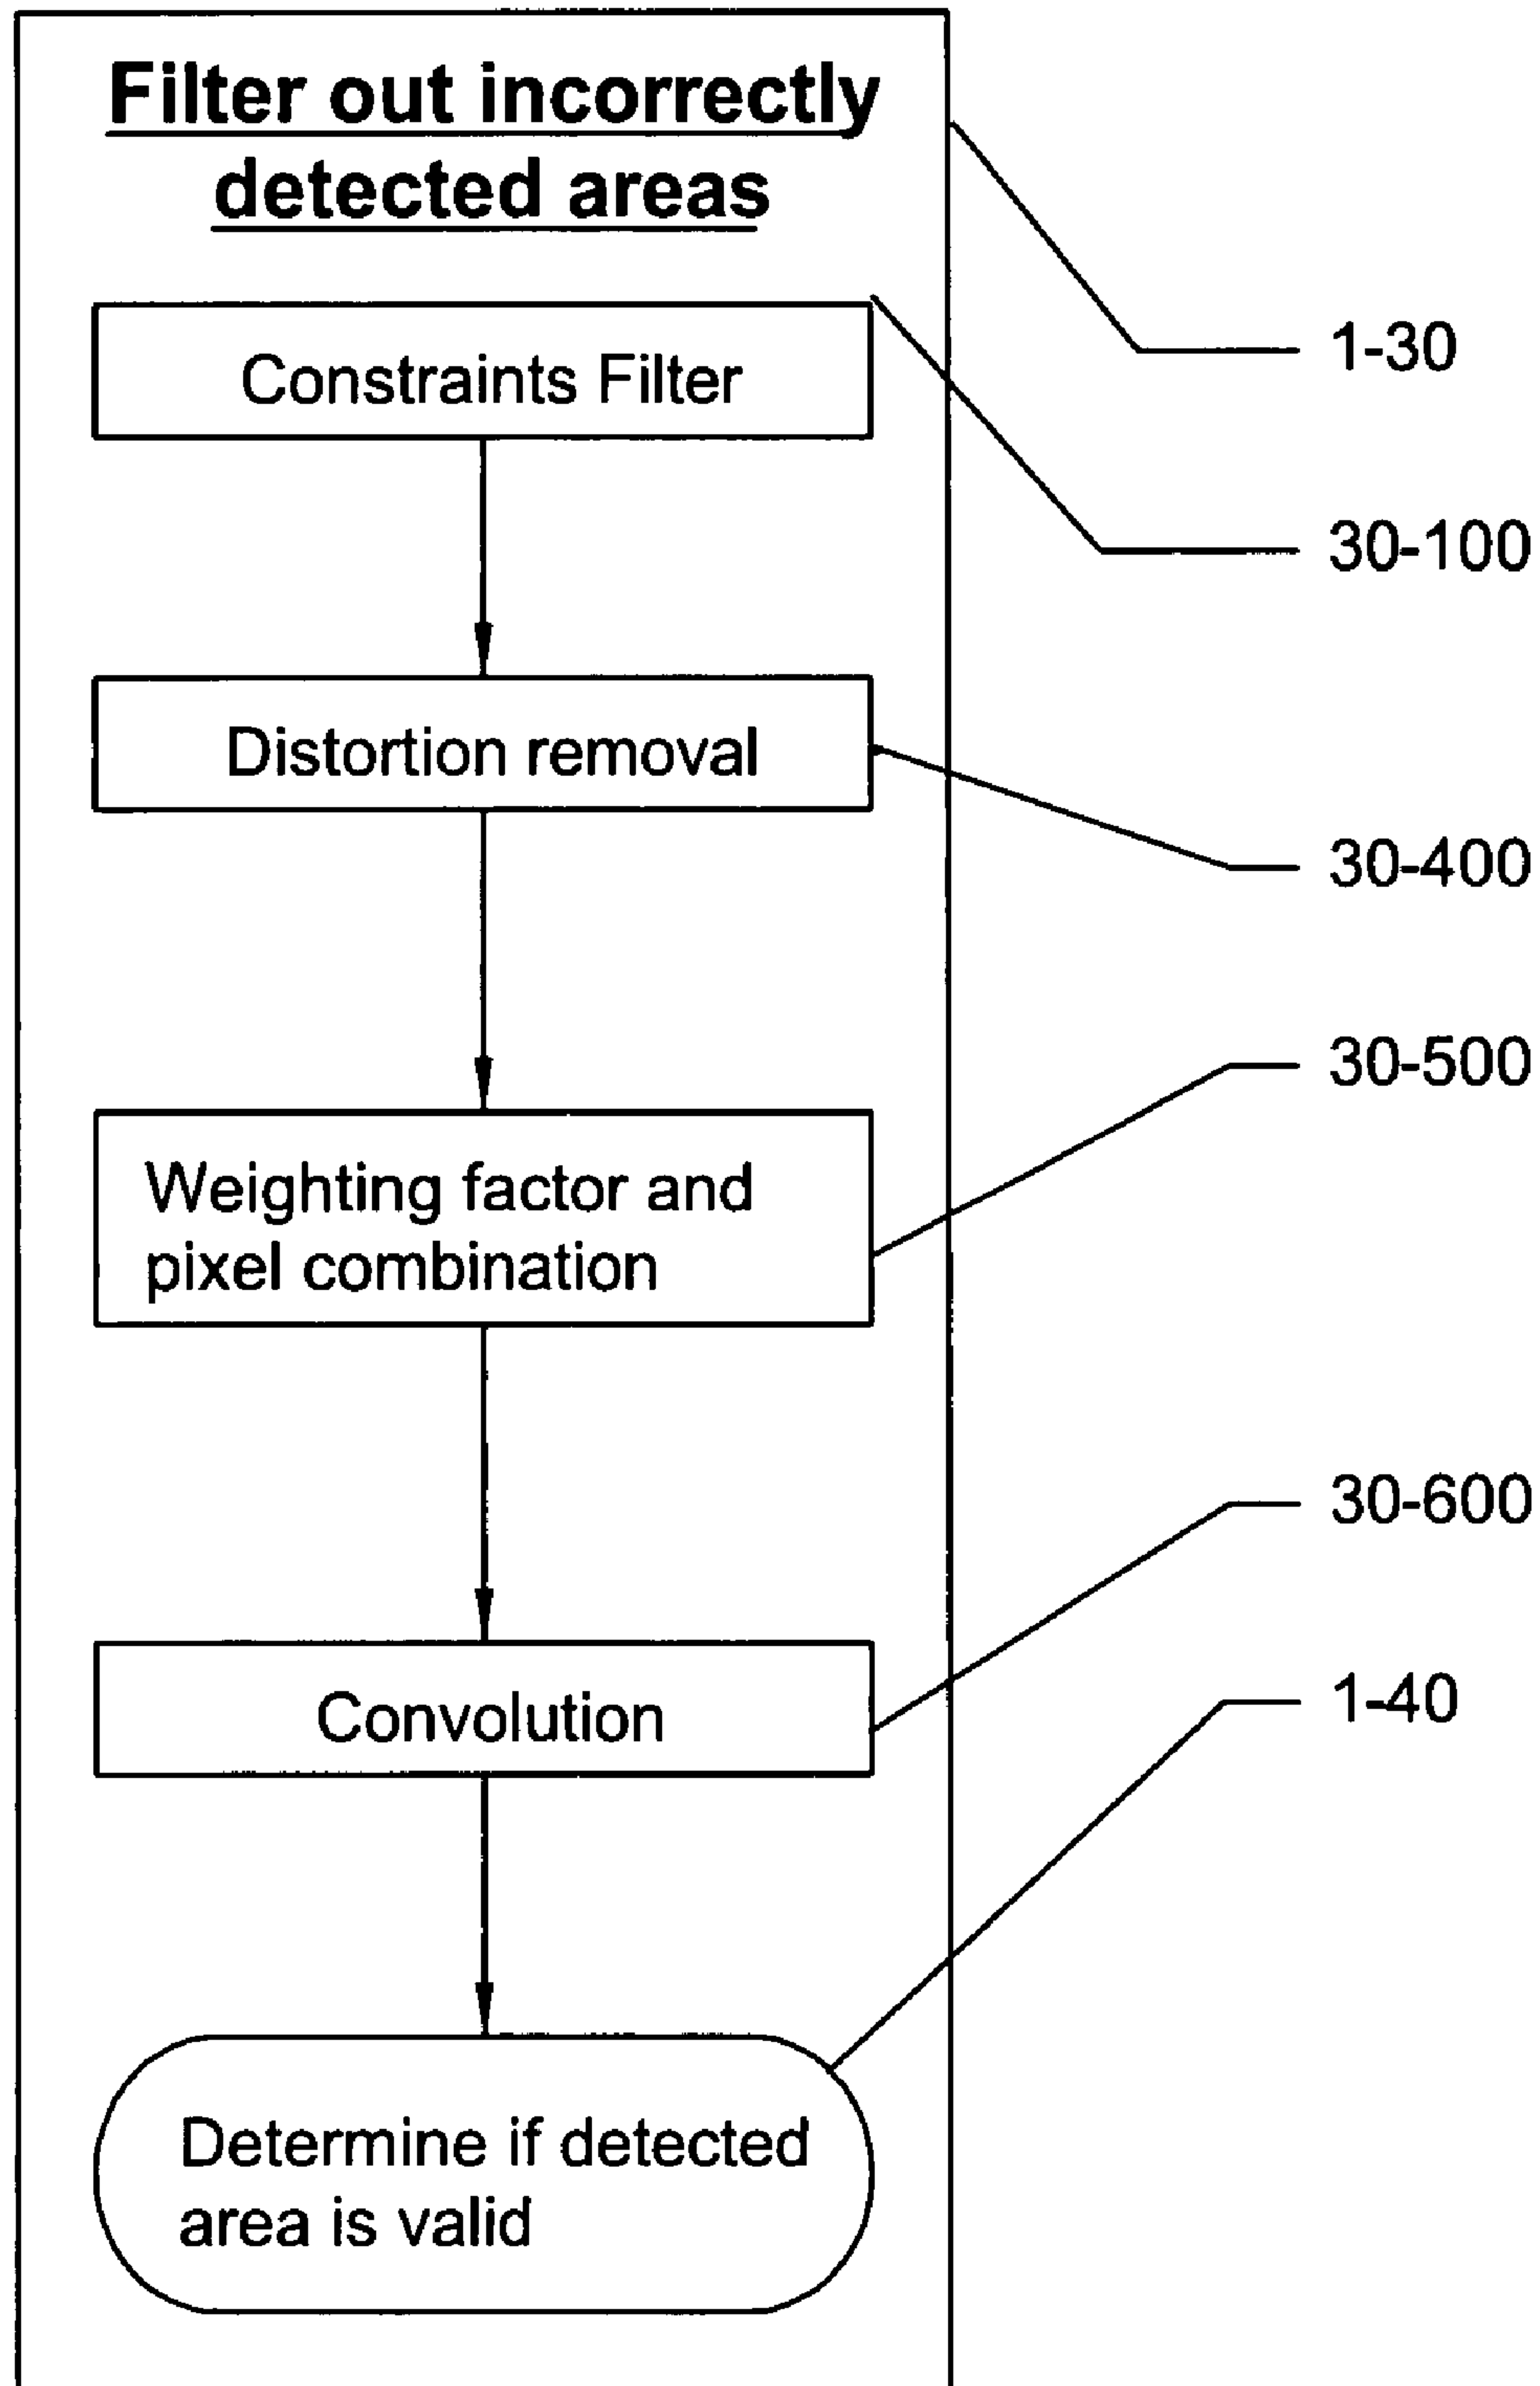 Filter out incorrectly
detected areas
Constraints Filter
1-30
30-100
Distortion removal
30-400
30-500
Weighting factor and
pixel combination
30-600
Convolution
1-40
Determine if detected
area is valid